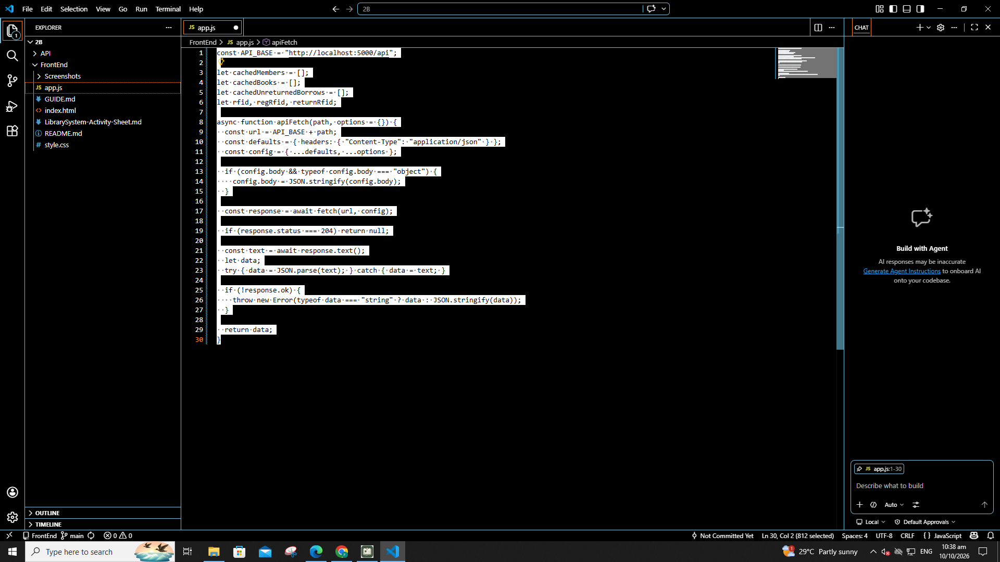 File Edit Selection View Go Run Terminal Help
2B
EXPLORER
2B
API
FrontEnd
Screenshots
JS app.js
GUIDE.md
<> index.html
LibrarySystem-Activity-Sheet.md
README.md
# style.css
OUTLINE
TIMELINE
1
JS app.js
FrontEnd > JS app.js > apiFetch
1 const API_BASE = "http://localhost:5000/api";
2
3 let cachedMembers = [];
4 let cachedBooks = [];
5 let cachedUnreturnedBorrows = [];
6 let rfid, regRfid, returnRfid;
7
8 async function apiFetch(path, options = {}) {
9 const url = API_BASE + path;
10 const defaults = { headers: { "Content-Type": "application/json" } };
11 const config = { ...defaults, ...options };
12
13 if (config.body && typeof config.body === "object") {
14 config.body = JSON.stringify(config.body);
15 }
16
17 const response = await fetch(url, config);
18
19 if (response.status === 204) return null;
20
21 const text = await response.text();
22 let data;
23 try { data = JSON.parse(text); } catch { data = text; }
24
25 if (!response.ok) {
26 throw new Error(typeof data === "string" ? data : JSON.stringify(data));
27 }
28
29 return data;
30 }
CHAT
Build with Agent
AI responses may be inaccurate
Generate Agent Instructions to onboard AI
onto your codebase.
JS app.js:1-30
Describe what to build
Auto
Local Default Approvals
FrontEnd main 0 0
Not Committed Yet Ln 30, Col 2 (812 selected) Spaces: 4 UTF-8 CRLF {} JavaScript
Type here to search
1 29°C Partly sunny ENG
10:38 am
10/10/2026